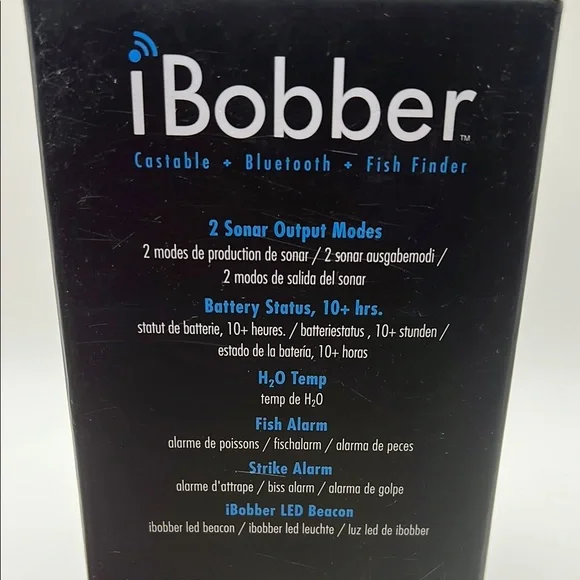 iBobber™
Castable + Bluetooth + Fish Finder
2 Sonar Output Modes
2 modes de production de sonar / 2 sonar ausgabemodi /
2 modos de salida del sonar
Battery Status, 10+ hrs.
statut de batterie, 10+ heures. / batteriestatus , 10+ stunden /
estado de la batería, 10+ horas
H₂O Temp
temp de H₂O
Fish Alarm
alarme de poissons / fischalarm / alarma de peces
Strike Alarm
alarme d'attrape / biss alarm / alarma de golpe
iBobber LED Beacon
ibobber led beacon / ibobber led leuchte / luz led de ibobber